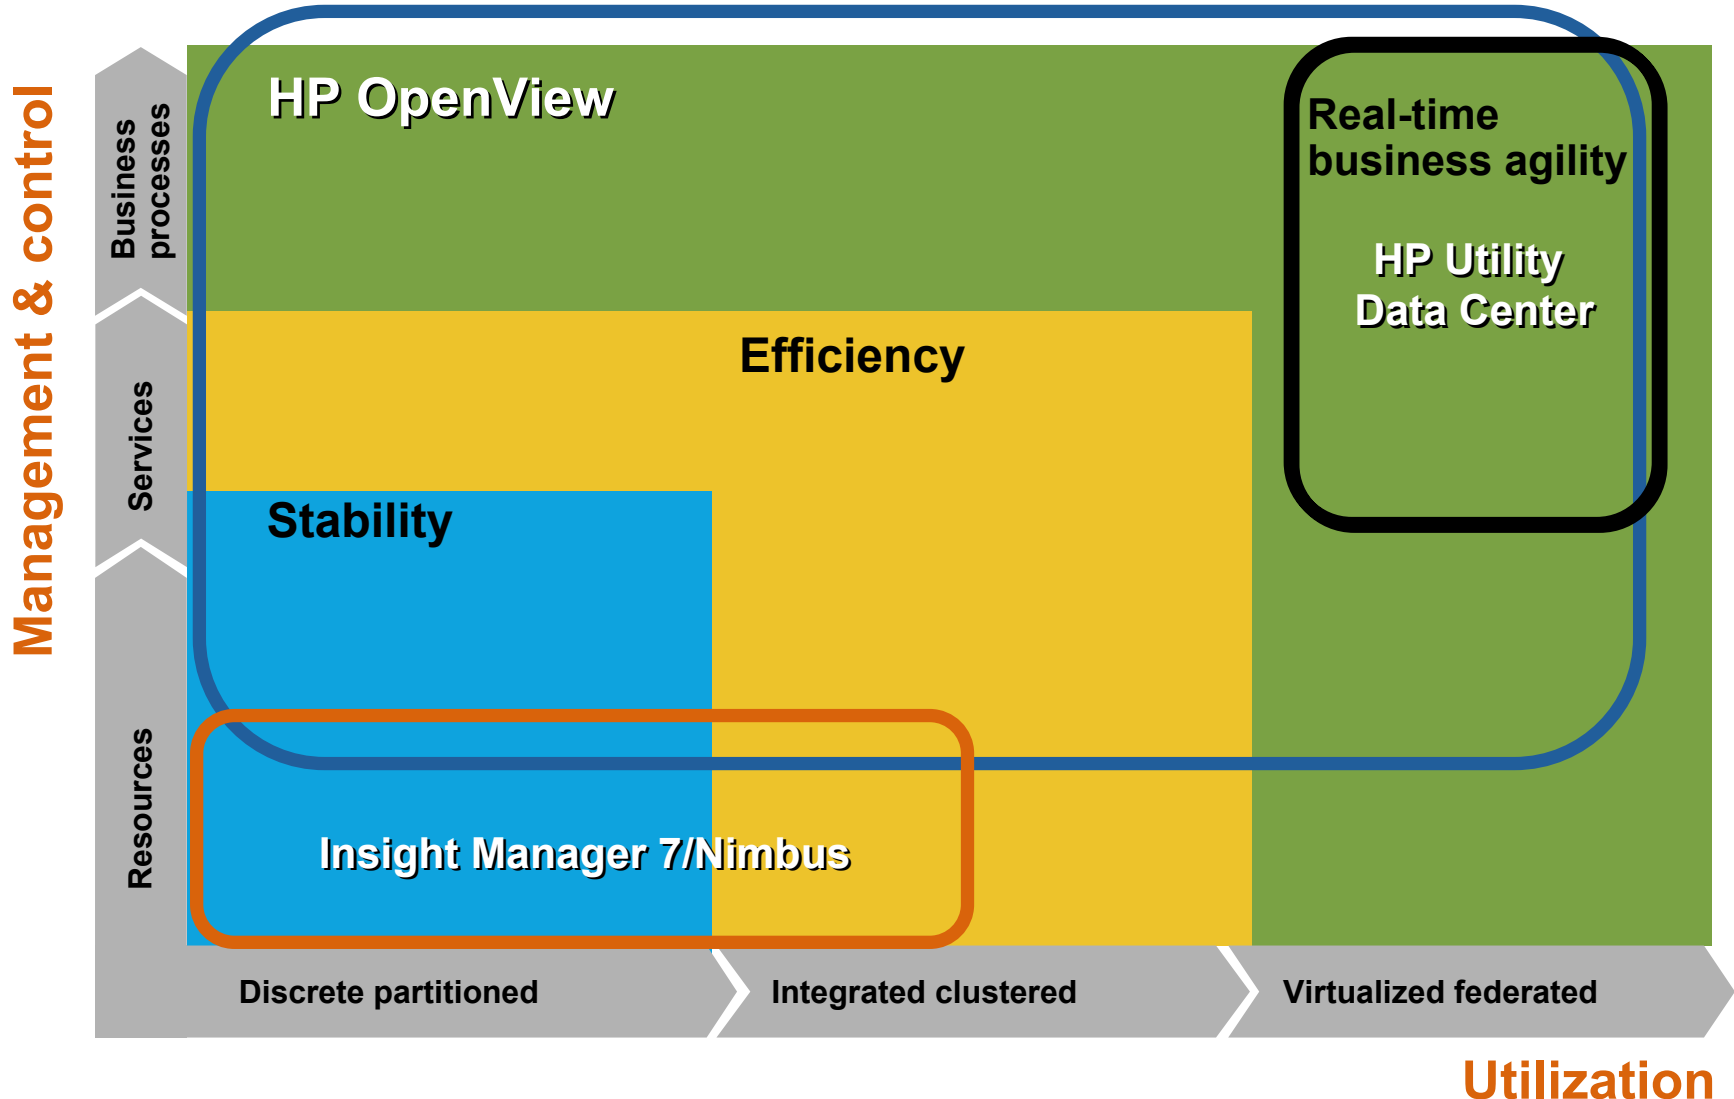 Management & control
Business
processes
Services
Resources
HP OpenView
Real-time
business agility
HP Utility
Data Center
Efficiency
Stability
Insight Manager 7/Nimbus
Discrete partitioned
Integrated clustered
Virtualized federated
Utilization